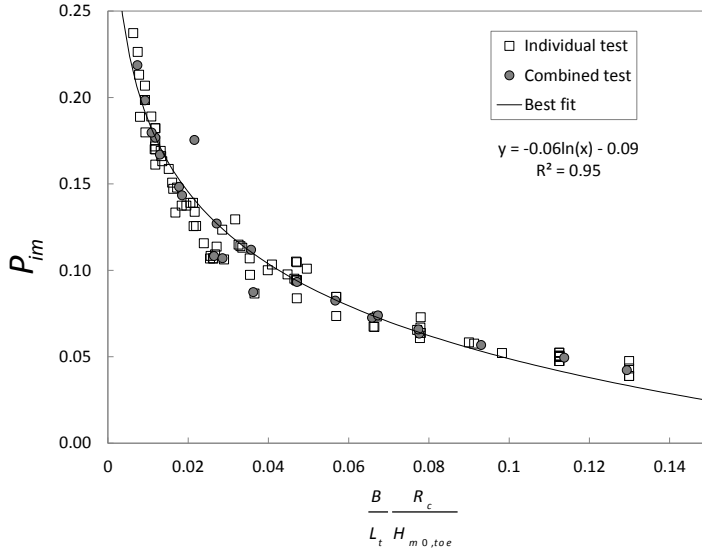 0.25
0.20
0.15
0.10
0.05
0.00
P_im
Individual test
Combined test
Best fit
y = -0.06ln(x) - 0.09
R² = 0.95
0 0.02 0.04 0.06 0.08 0.1 0.12 0.14
B R_c
L_t H_m0,toe